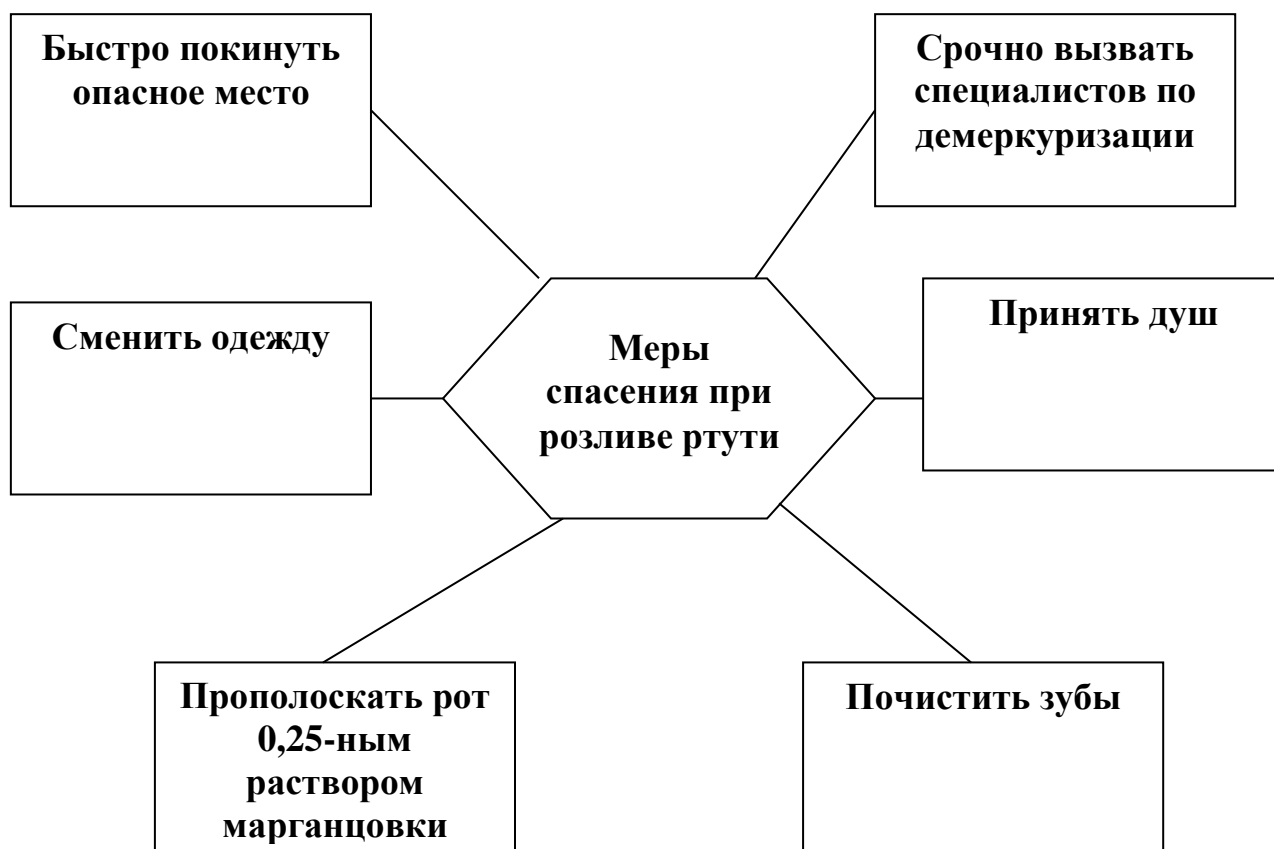 Быстро покинуть
опасное место
Срочно вызвать
специалистов по
демеркуризации
Сменить одежду
Меры
спасения при
розливе ртути
Принять душ
Прополоскать рот
0,25-ным
раствором
марганцовки
Почистить зубы